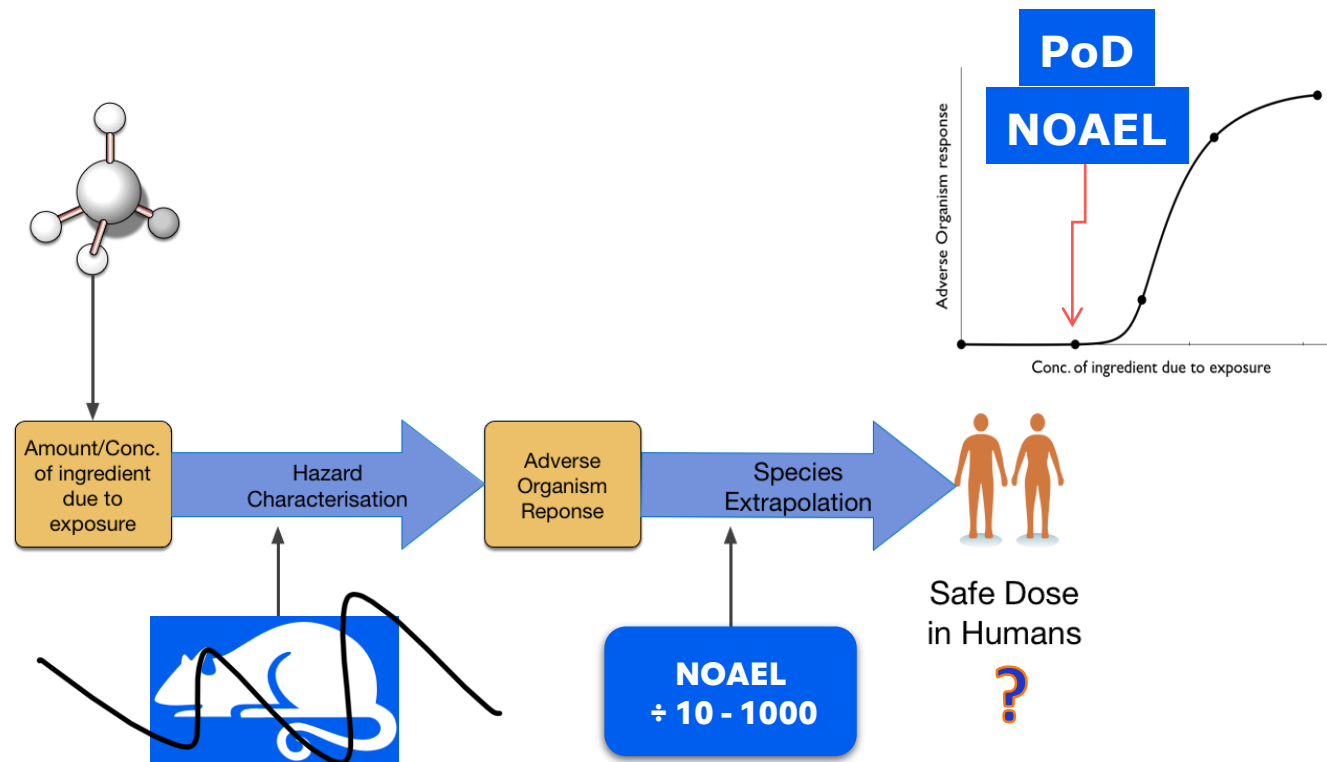 PoD
NOAEL
Adverse Organism response
Conc. of ingredient due to exposure
Amount/Conc.
of ingredient
due to
exposure
Hazard
Characterisation
Adverse
Organism
Reponse
Species
Extrapolation
NOAEL
÷ 10 - 1000
Safe Dose
in Humans
?